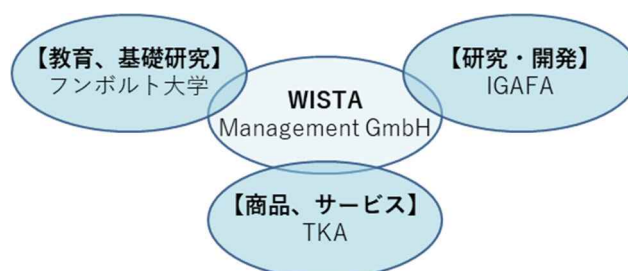 【教育、基礎研究】
フンボルト大学
【研究・開発】
IGAFA
WISTA
Management GmbH
【商品、サービス】
TKA